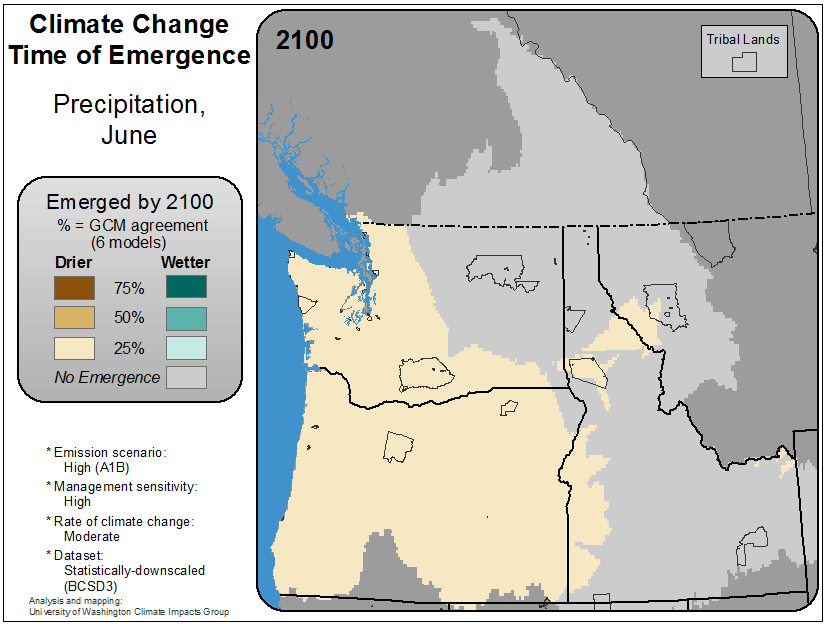 Climate Change
Time of Emergence
Precipitation,
June
Emerged by 2100
% = GCM agreement
(6 models)
Drier Wetter
75%
50%
25%
No Emergence
* Emission scenario:
High (A1B)
* Management sensitivity:
High
* Rate of climate change:
Moderate
* Dataset:
Statistically-downscaled
(BCSD3)
Analysis and mapping:
University of Washington Climate Impacts Group
2100
Tribal Lands